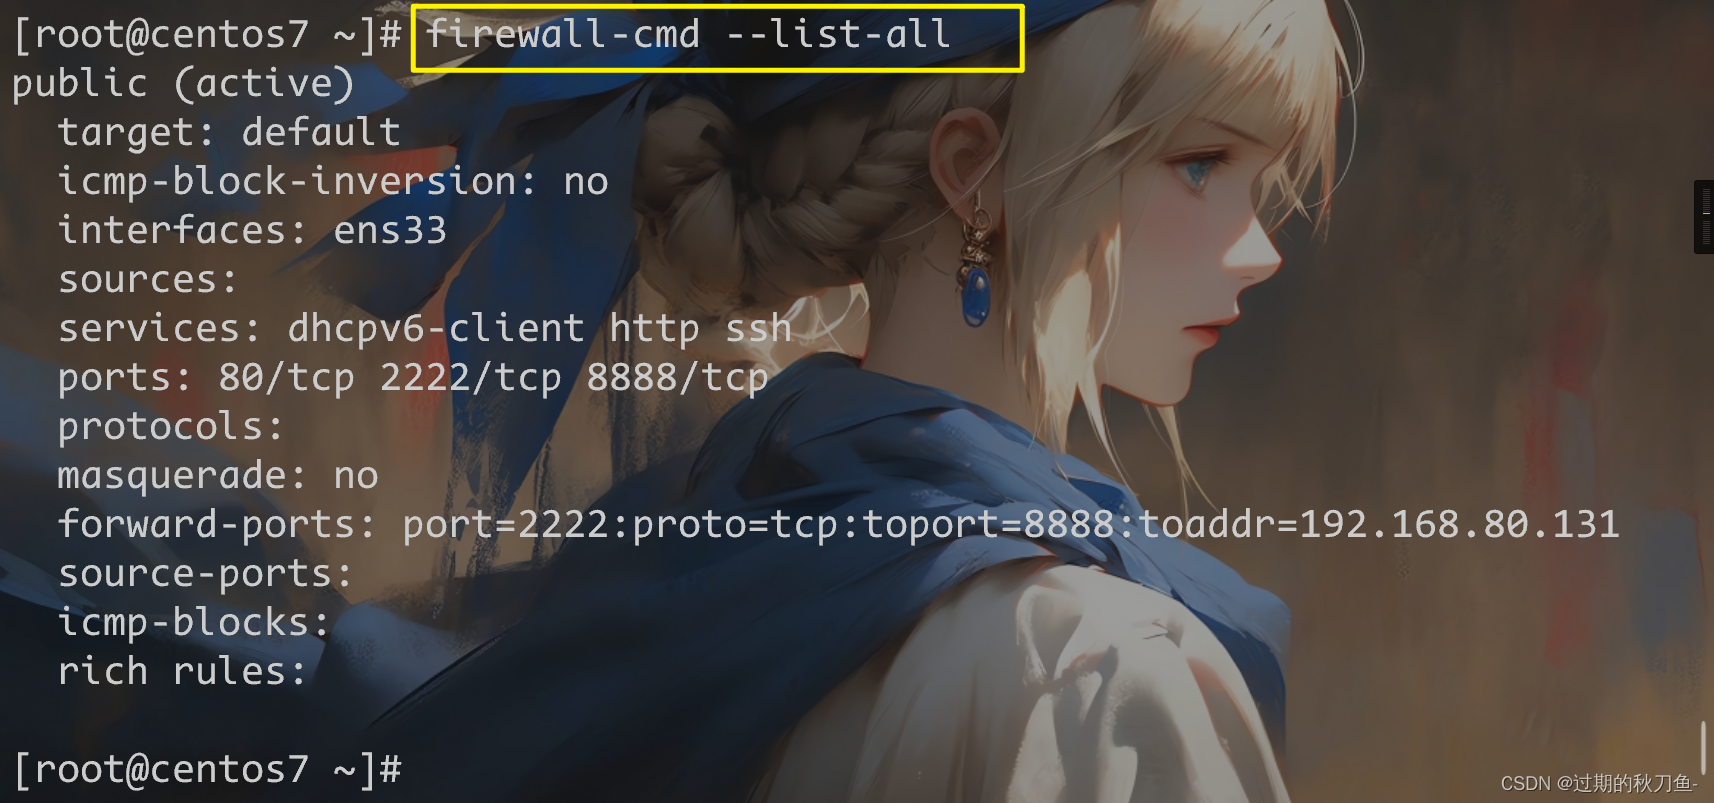 [root@centos7 ~]# firewall-cmd --list-all
public (active)
  target: default
  icmp-block-inversion: no
  interfaces: ens33
  sources:
  services: dhcpv6-client http ssh
  ports: 80/tcp 2222/tcp 8888/tcp
  protocols:
  masquerade: no
  forward-ports: port=2222:proto=tcp:toport=8888:toaddr=192.168.80.131
  source-ports:
  icmp-blocks:
  rich rules:
[root@centos7 ~]#
CSDN @过期的秋刀鱼-